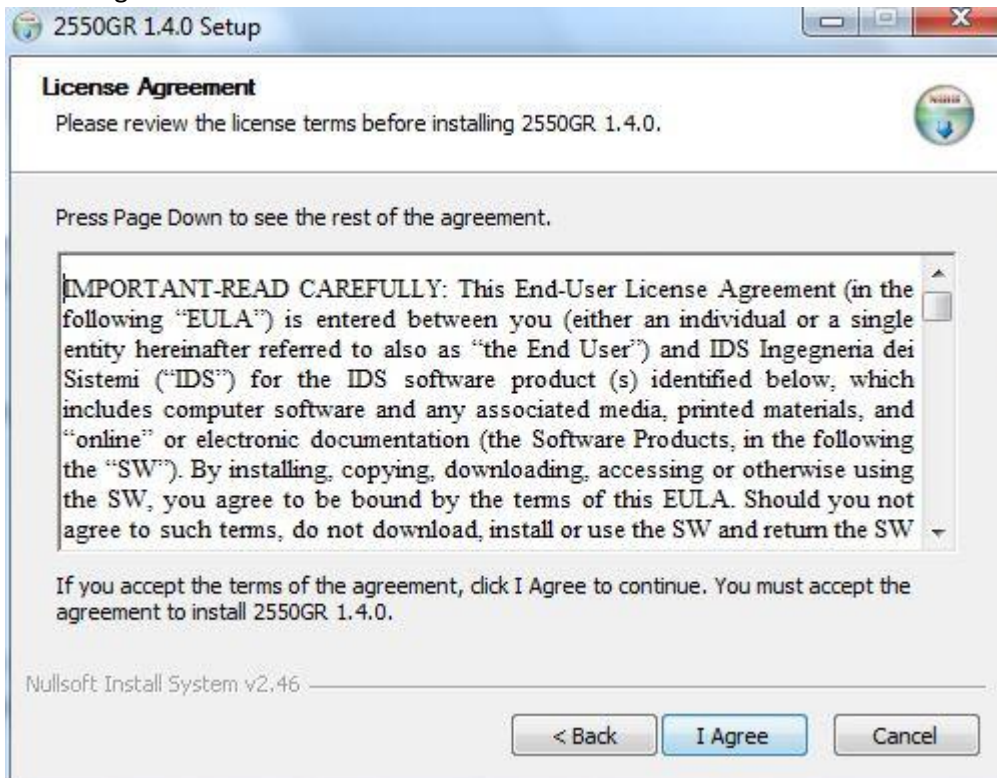 2550GR 1.4.0 Setup
License Agreement
Please review the license terms before installing 2550GR 1.4.0.
Press Page Down to see the rest of the agreement.
IMPORTANT-READ CAREFULLY: This End-User License Agreement (in the
following “EULA”) is entered between you (either an individual or a single
entity hereinafter referred to also as “the End User”) and IDS Ingegneria dei
Sistemi (“IDS”) for the IDS software product (s) identified below, which
includes computer software and any associated media, printed materials, and
“online” or electronic documentation (the Software Products, in the following
the “SW”). By installing, copying, downloading, accessing or otherwise using
the SW, you agree to be bound by the terms of this EULA. Should you not
agree to such terms, do not download, install or use the SW and return the SW
If you accept the terms of the agreement, click I Agree to continue. You must accept the
agreement to install 2550GR 1.4.0.
Nullsoft Install System v2.46
< Back
I Agree
Cancel